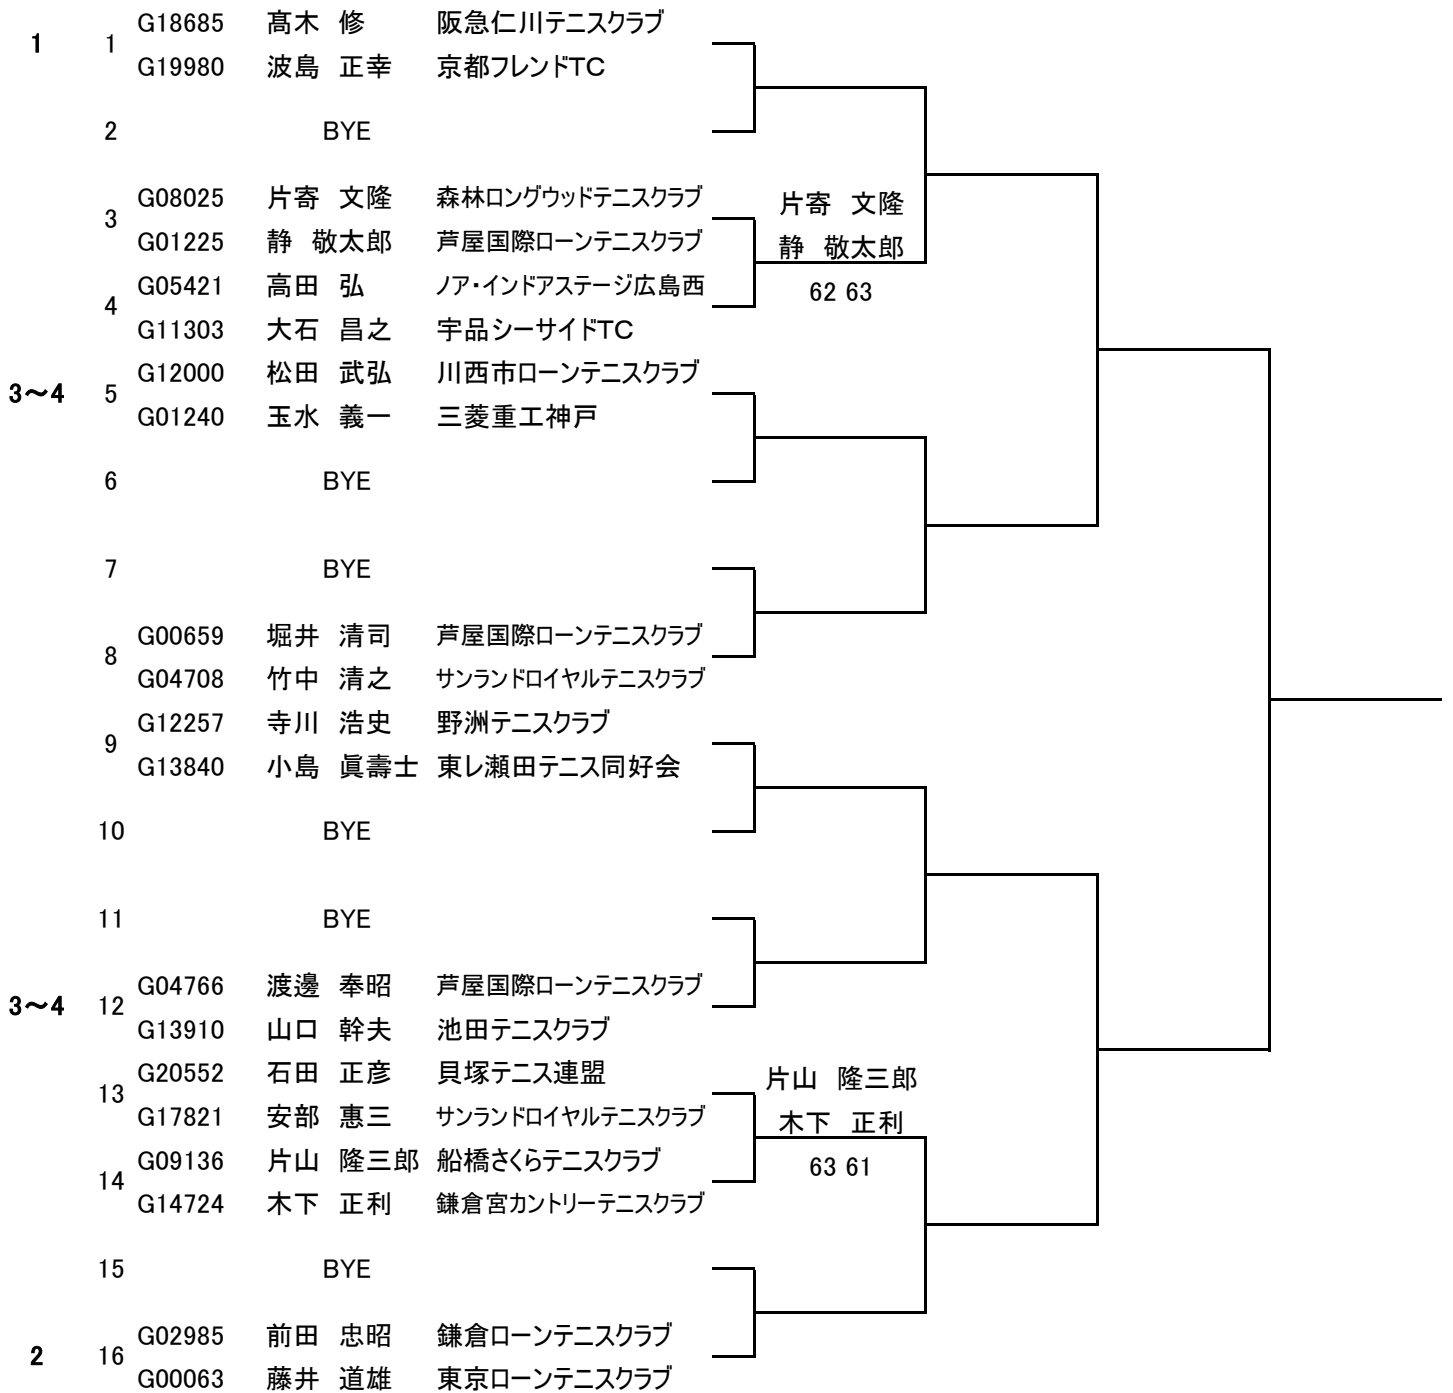 G18685 髙木 修 阪急仁川テニスクラブ
1 1
G19980 波島 正幸 京都フレンドTC
2 BYE
G08025 片寄 文隆 森林ロングウッドテニスクラブ 片寄 文隆
3
G01225 静 敬太郎 芦屋国際ローンテニスクラブ 静 敬太郎
G05421 高田 弘 ノア・インドアステージ広島西 62 63
4
G11303 大石 昌之 宇品シーサイドTC
G12000 松田 武弘 川西市ローンテニスクラブ
3～4 5
G01240 玉水 義一 三菱重工神戸
6 BYE
7 BYE
G00659 堀井 清司 芦屋国際ローンテニスクラブ
8
G04708 竹中 清之 サンランドロイヤルテニスクラブ
G12257 寺川 浩史 野洲テニスクラブ
9
G13840 小島 眞壽士 東レ瀬田テニス同好会
10 BYE
11 BYE
G04766 渡邊 奉昭 芦屋国際ローンテニスクラブ
3～4 12
G13910 山口 幹夫 池田テニスクラブ
G20552 石田 正彦 貝塚テニス連盟 片山 隆三郎
13
G17821 安部 惠三 サンランドロイヤルテニスクラブ 木下 正利
G09136 片山 隆三郎 船橋さくらテニスクラブ 63 61
14
G14724 木下 正利 鎌倉宮カントリーテニスクラブ
15 BYE
G02985 前田 忠昭 鎌倉ローンテニスクラブ
2 16
G00063 藤井 道雄 東京ローンテニスクラブ